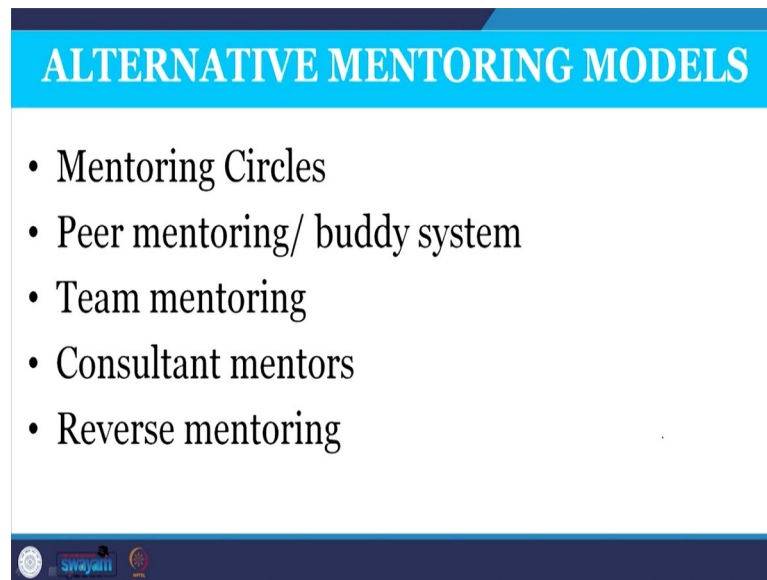 ALTERNATIVE MENTORING MODELS
• Mentoring Circles
• Peer mentoring/ buddy system
• Team mentoring
• Consultant mentors
• Reverse mentoring
swayam